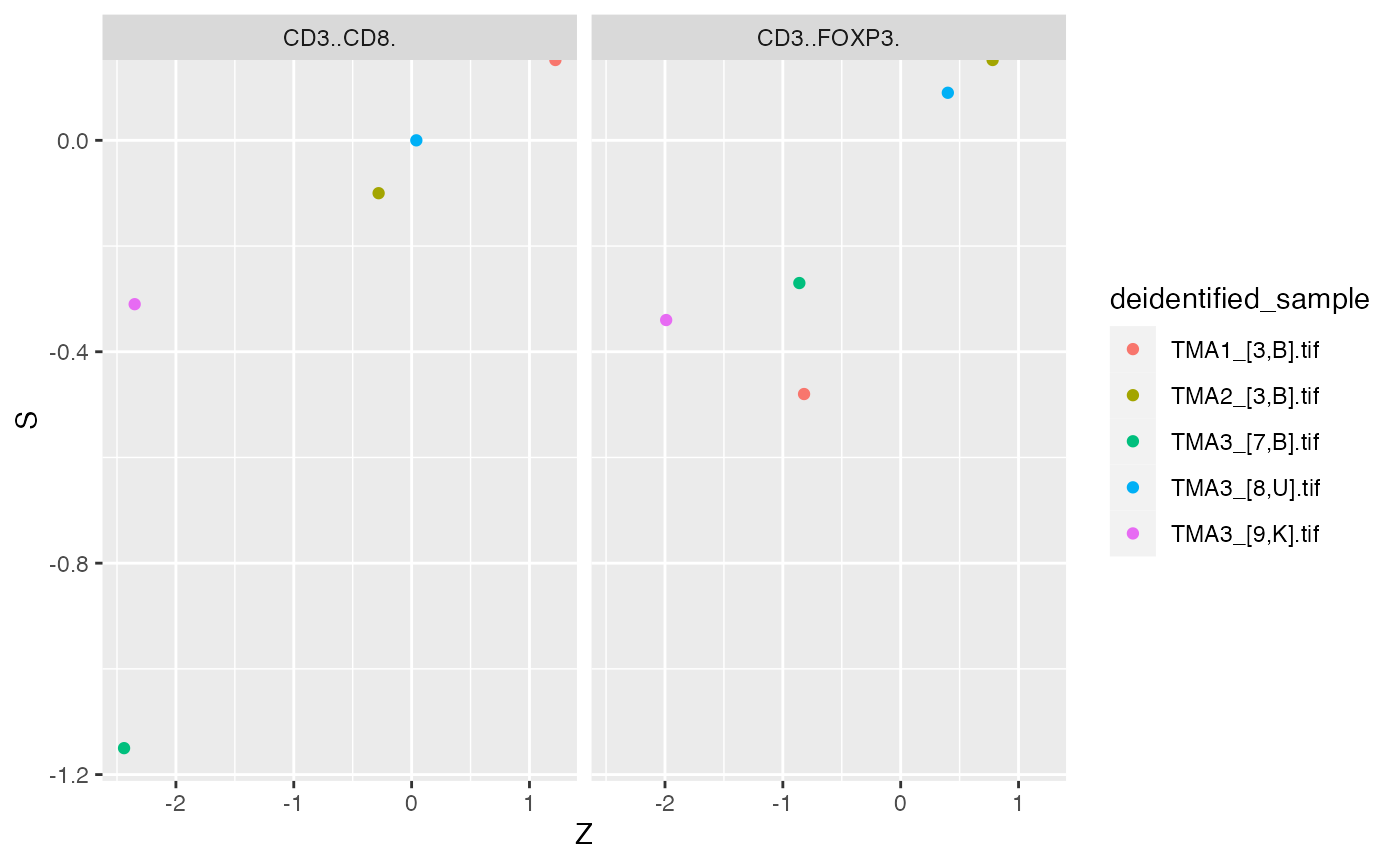 CD3..CD8.
CD3..FOXP3.
0.0
-0.4
-0.8
-1.2
S
-2 -1 0 1
-2 -1 0 1
Z
deidentified_sample
TMA1_[3,B].tif
TMA2_[3,B].tif
TMA3_[7,B].tif
TMA3_[8,U].tif
TMA3_[9,K].tif